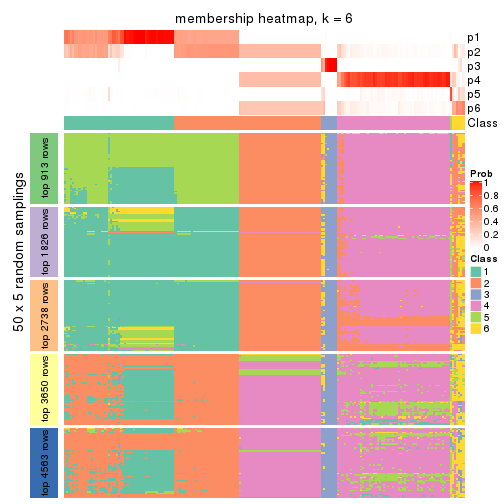 membership heatmap, k = 6
p1
p2
p3
p4
p5
p6
Class
50 x 5 random samplings
top 913 rows
top 1826 rows
top 2738 rows
top 3650 rows
top 4563 rows
Prob
1
0.8
0.6
0.4
0.2
0
Class
1
2
3
4
5
6